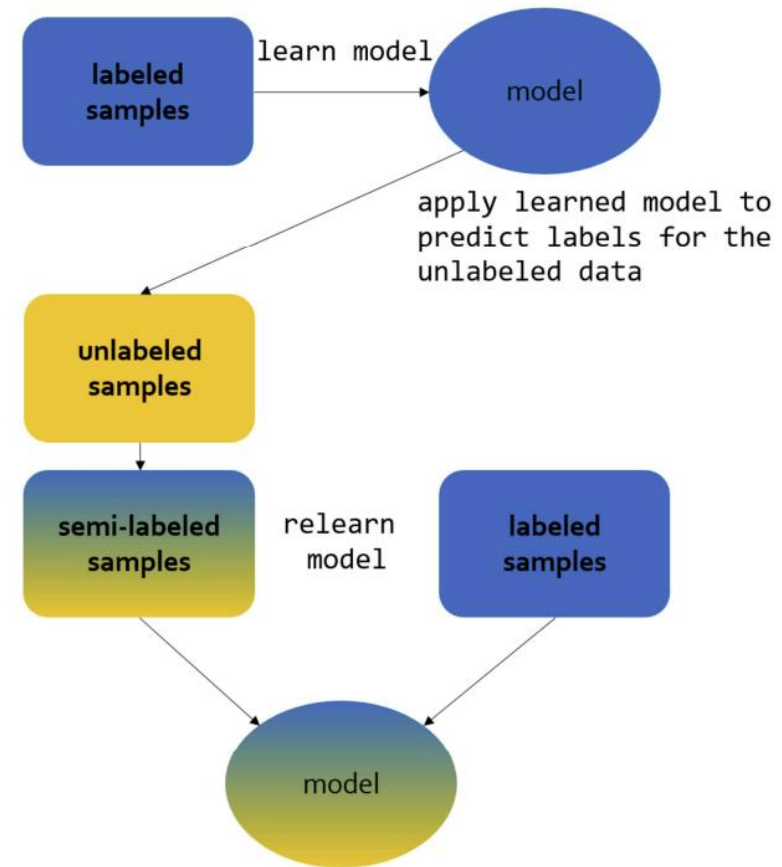 labeled
samples
learn model
model
apply learned model to
predict labels for the
unlabeled data
unlabeled
samples
semi-labeled
samples
relearn
model
labeled
samples
model